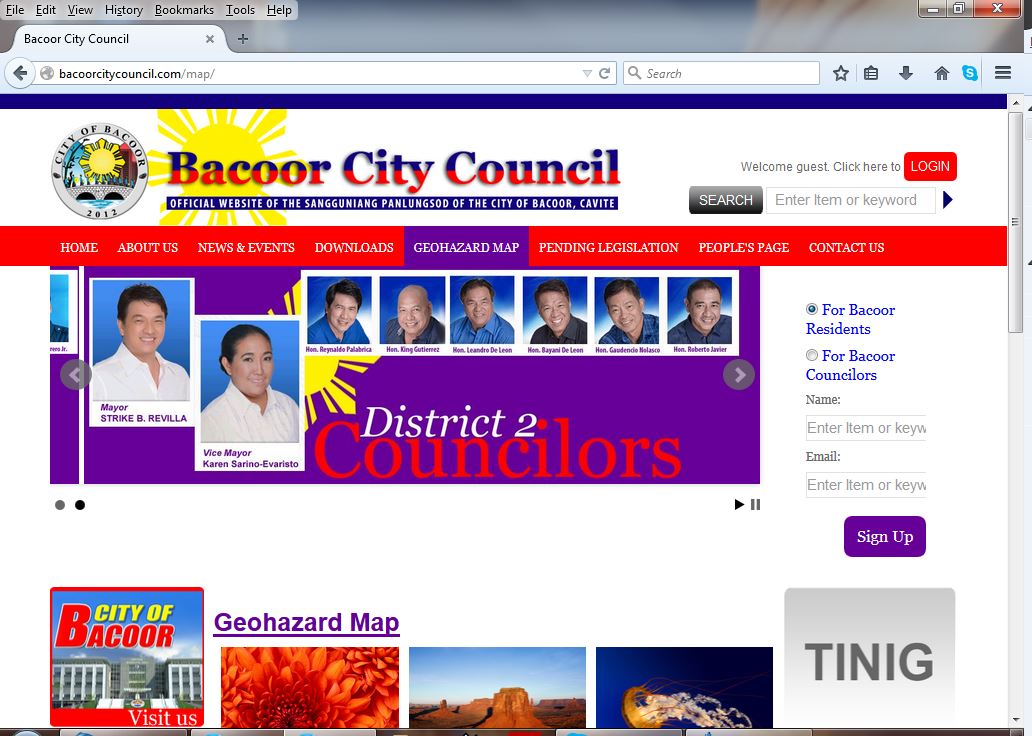 File Edit View History Bookmarks Tools Help
Bacoor City Council
bacoorcitycouncil.com/map/
Search
CITY OF BACOOR
2012
Bacoor City Council
OFFICIAL WEBSITE OF THE SANGGUNIANG PANLUNGSOD OF THE CITY OF BACOOR, CAVITE
Welcome guest. Click here to LOGIN
SEARCH Enter Item or keyword
HOME ABOUT US NEWS & EVENTS DOWNLOADS GEOHAZARD MAP PENDING LEGISLATION PEOPLE'S PAGE CONTACT US
Hon. Reynaldo Palabrica Hon. King Gutierrez Hon. Leandro De Leon Hon. Bayani De Leon Hon. Gaudencio Nolasco Hon. Roberto Javier
Mayor
STRIKE B. REVILLA
Vice Mayor
Karen Sarino-Evaristo
District 2
Councilors
For Bacoor
Residents
For Bacoor
Councilors
Name:
Enter Item or keyw
Email:
Enter Item or keyw
Sign Up
CITY OF
BACOOR
Visit us
Geohazard Map
TINIG